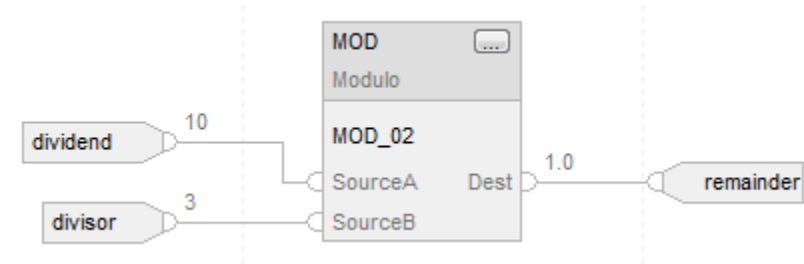 MOD ...
Modulo
10
dividend
MOD_02
1.0
SourceA Dest
remainder
3
divisor
SourceB